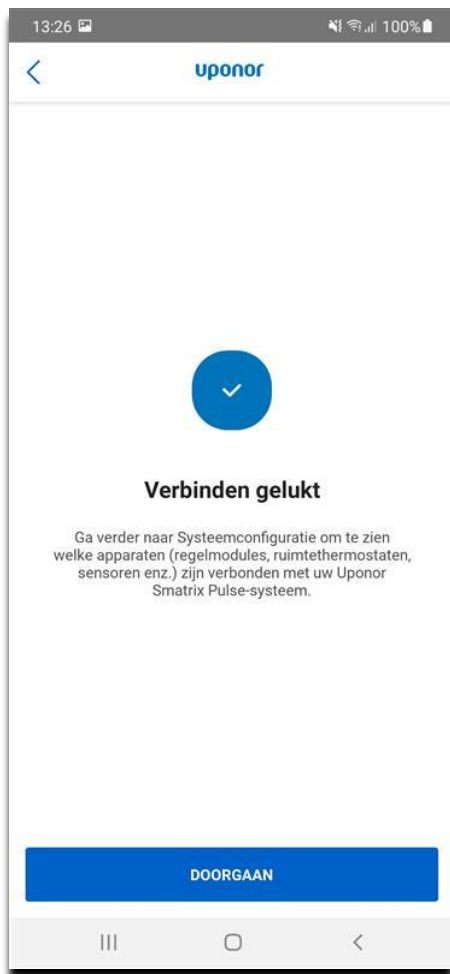 13:26 100%
uponor
Verbinden gelukt
Ga verder naar Systeemconfiguratie om te zien
welke apparaten (regelmodules, ruimtethermostaten,
sensoren enz.) zijn verbonden met uw Uponor
Smatrix Pulse-systeem.
DOORGAAN